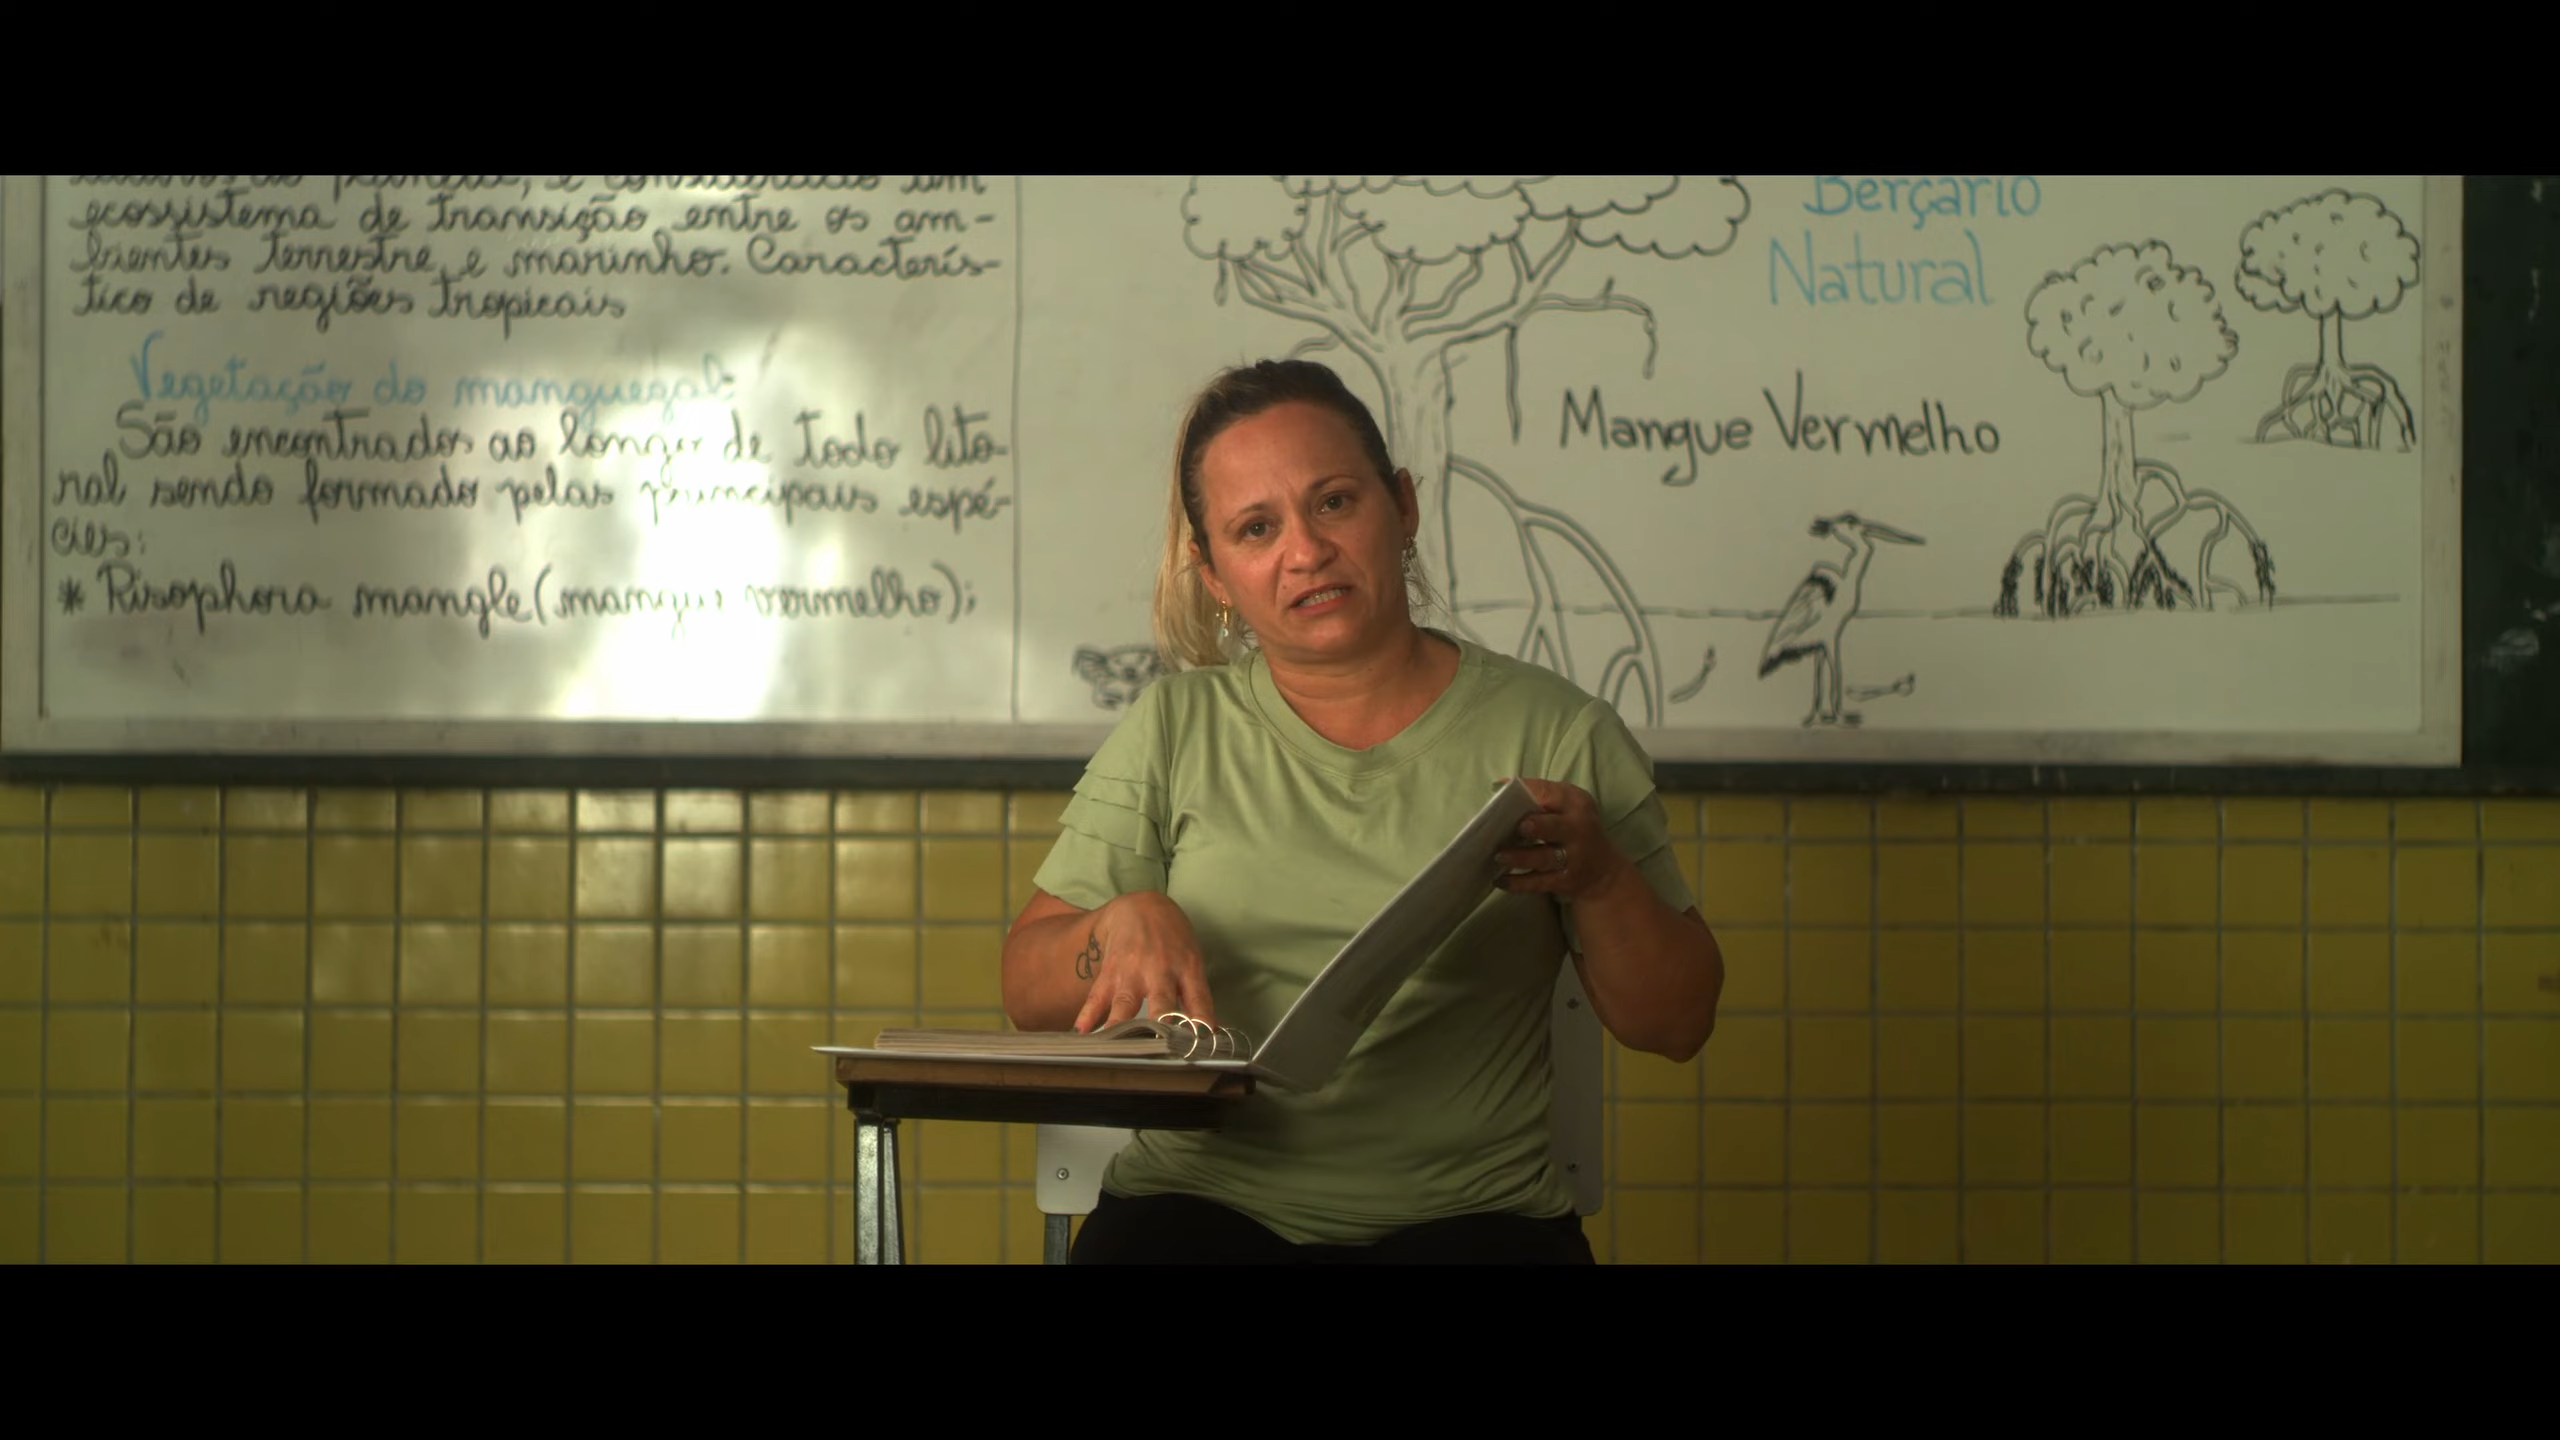 ecossistema de transição entre os am-
bientes terrestre e marinho. Caracterís-
tico de regiões tropicais
Vegetação do manguezal:
São encontrados ao longo de todo lito-
ral sendo formado pelas principais espé-
cies:
* Risophora mangle (mangue vermelho);
Berçario
Natural
Mangue Vermelho